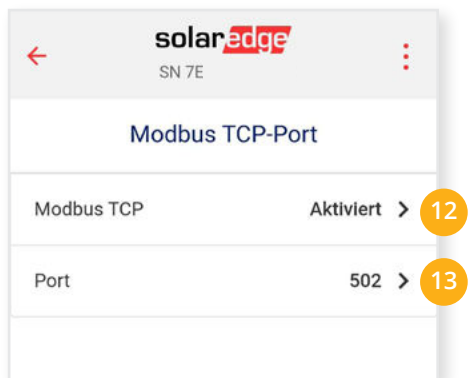 solaredge
SN 7E
Modbus TCP-Port
Modbus TCP Aktiviert 12
Port 502 13